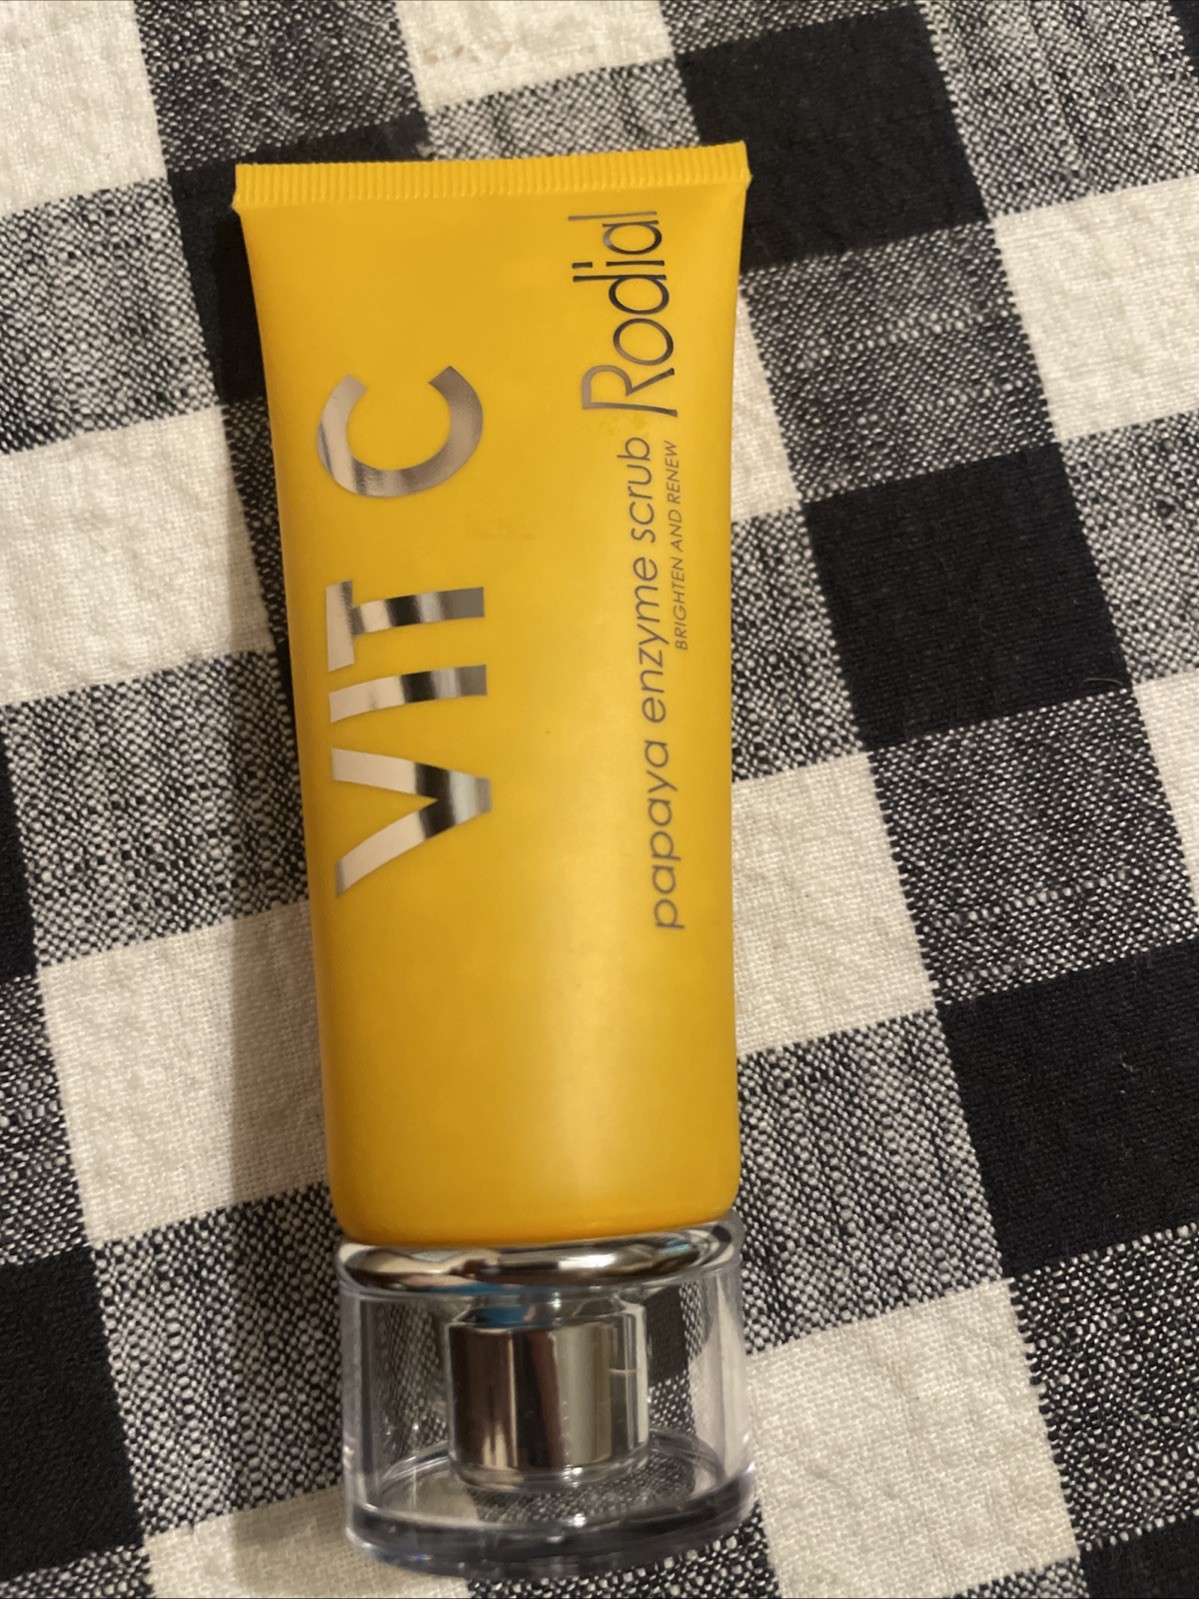 VIT C
papaya enzyme scrub Rodial
BRIGHTEN AND RENEW